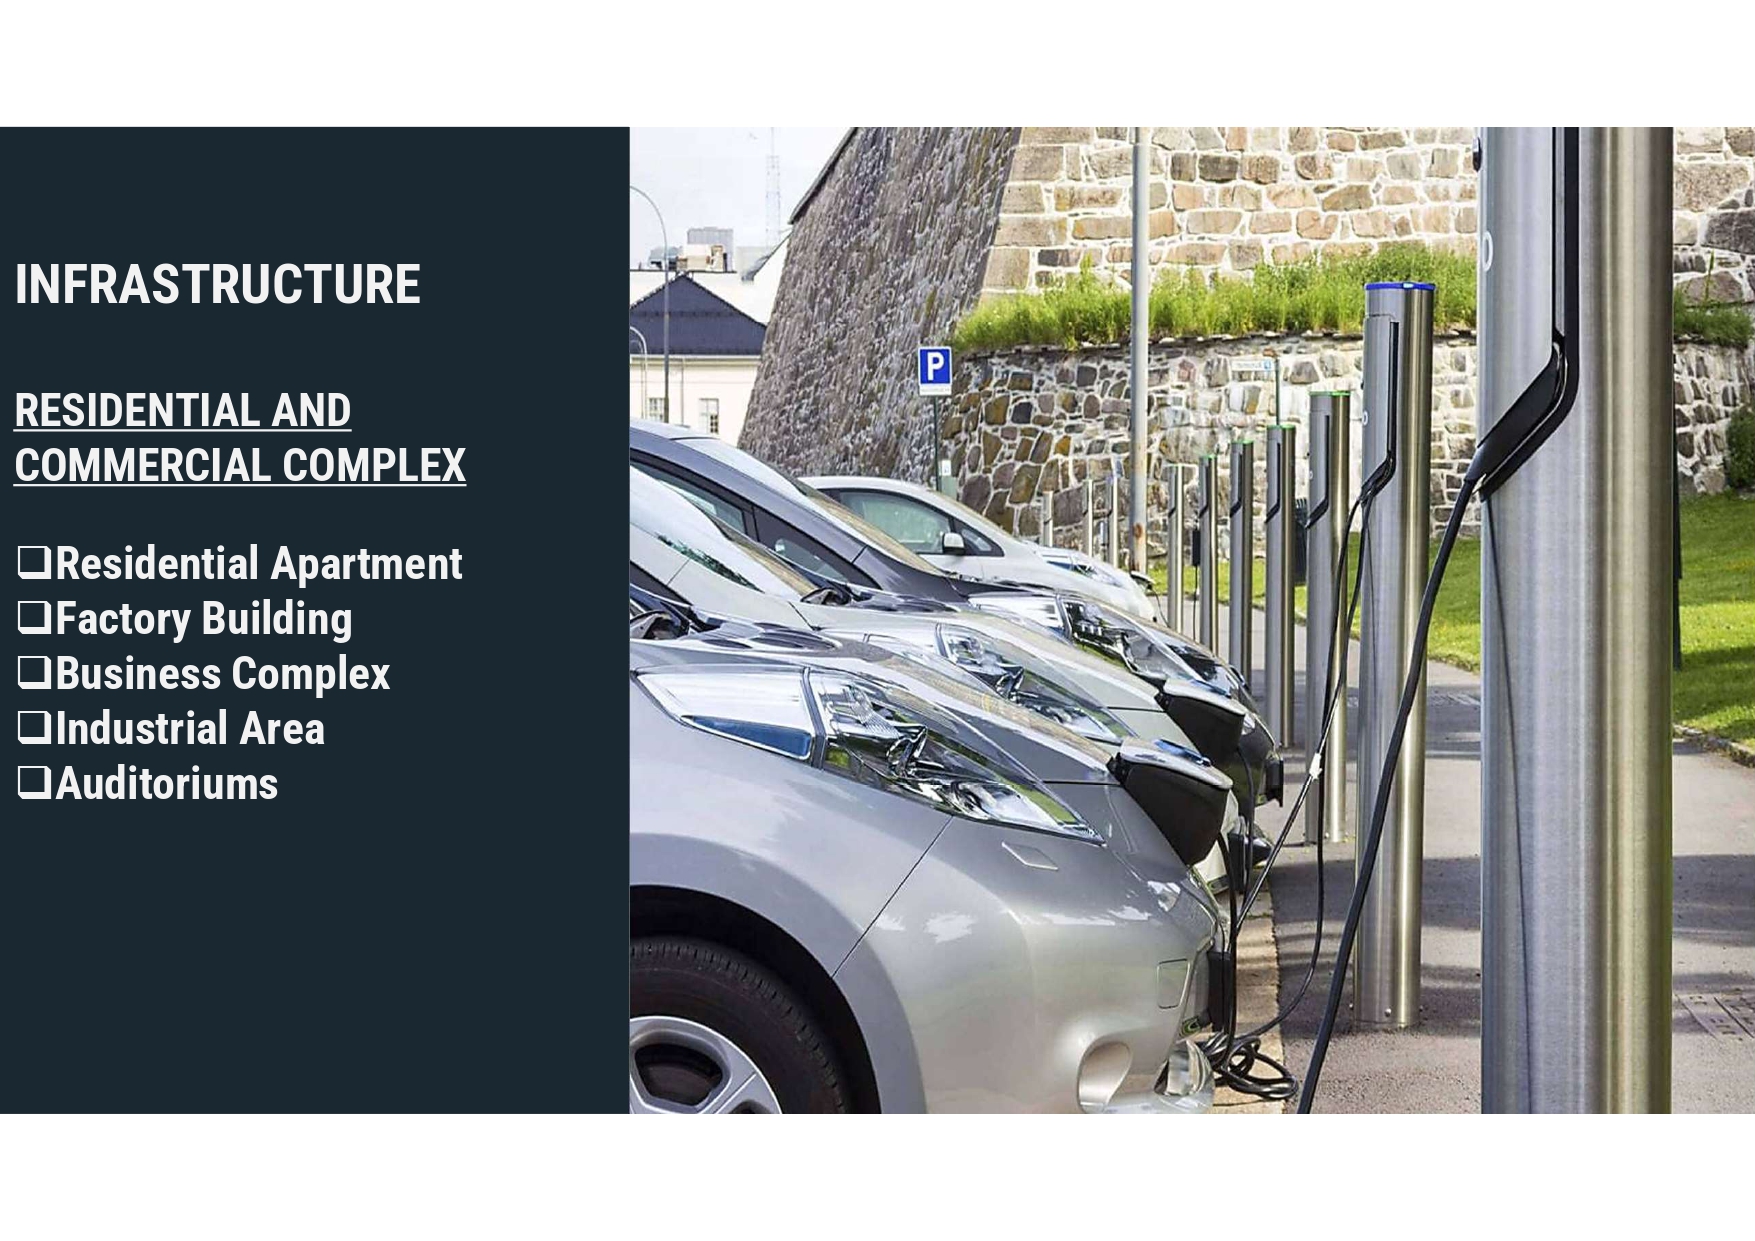 INFRASTRUCTURE
RESIDENTIAL AND
COMMERCIAL COMPLEX
❑Residential Apartment
❑Factory Building
❑Business Complex
❑Industrial Area
❑Auditoriums
P